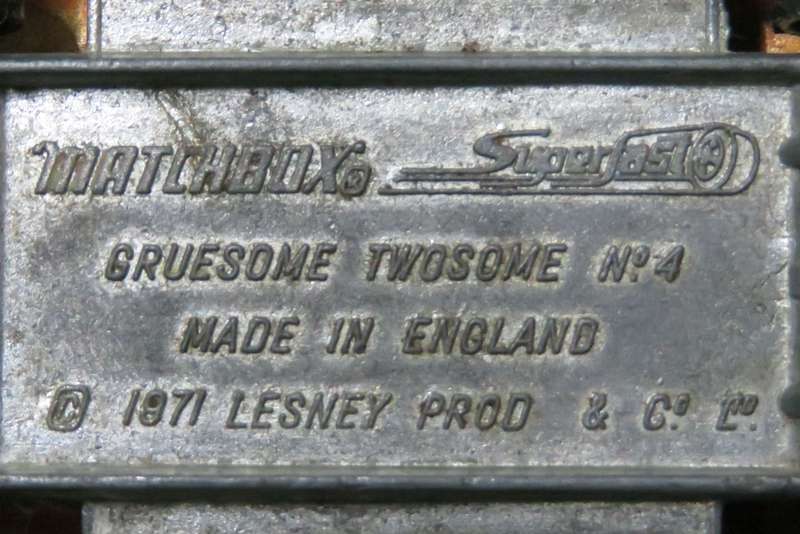 "MATCHBOX"® Superfast
GRUESOME TWOSOME Nº 4
MADE IN ENGLAND
© 1971 LESNEY PROD & Cº Lᵀᴰ.